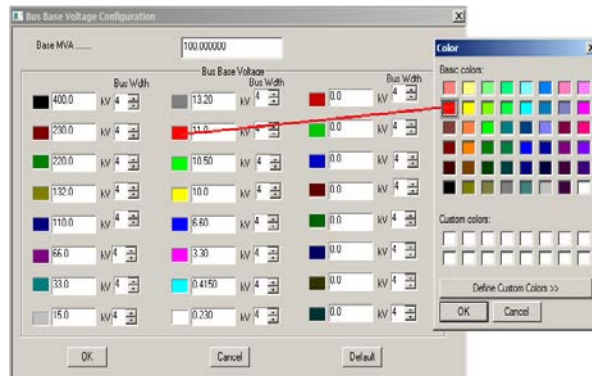 Bus Base Voltage Configuration
Base MVA ......
100.000000
Bus Base Voltage
Bus Width Bus Width Bus Width
400.0 kV 4 13.20 kV 4 0.0 kV 4
230.0 kV 4 11.0 kV 4 0.0 kV 4
220.0 kV 4 10.50 kV 4 0.0 kV 4
132.0 kV 4 10.0 kV 4 0.0 kV 4
110.0 kV 4 6.60 kV 4 0.0 kV 4
66.0 kV 4 3.30 kV 4 0.0 kV 4
33.0 kV 4 0.4150 kV 4 0.0 kV 4
15.0 kV 4 0.230 kV 4 0.0 kV 4
OK Cancel Default
Color
Basic colors:
Custom colors:
Define Custom Colors >>
OK Cancel